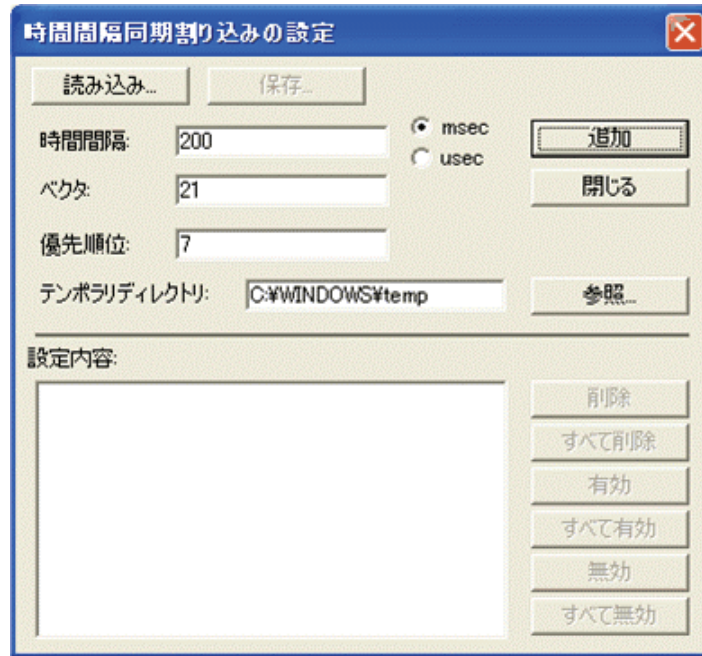 時間間隔同期割り込みの設定
読み込み... 保存...
時間間隔: 200 msec 追加
usec
ベクタ: 21 閉じる
優先順位: 7
テンポラリディレクトリ: C:¥WINDOWS¥temp 参照...
設定内容:
削除
すべて削除
有効
すべて有効
無効
すべて無効